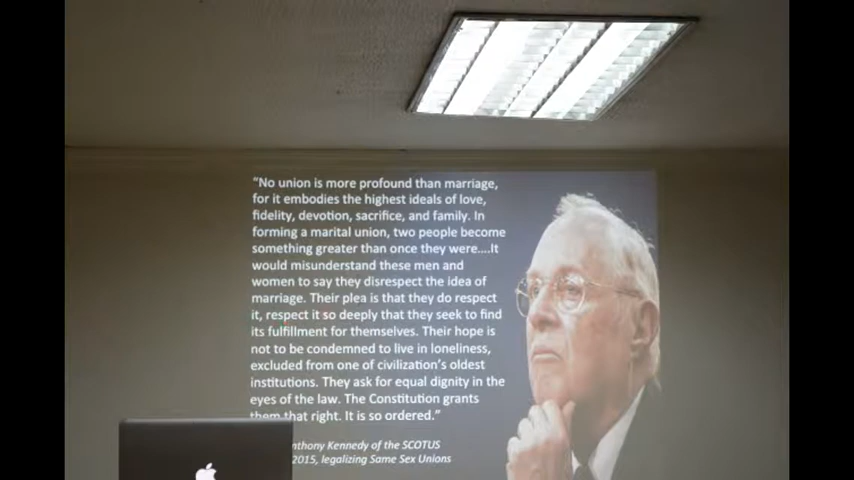 “No union is more profound than marriage,
for it embodies the highest ideals of love,
fidelity, devotion, sacrifice, and family. In
forming a marital union, two people become
something greater than once they were....It
would misunderstand these men and
women to say they disrespect the idea of
marriage. Their plea is that they do respect
it, respect it so deeply that they seek to find
its fulfillment for themselves. Their hope is
not to be condemned to live in loneliness,
excluded from one of civilization’s oldest
institutions. They ask for equal dignity in the
eyes of the law. The Constitution grants
them that right. It is so ordered.”
nthony Kennedy of the SCOTUS
2015, legalizing Same Sex Unions